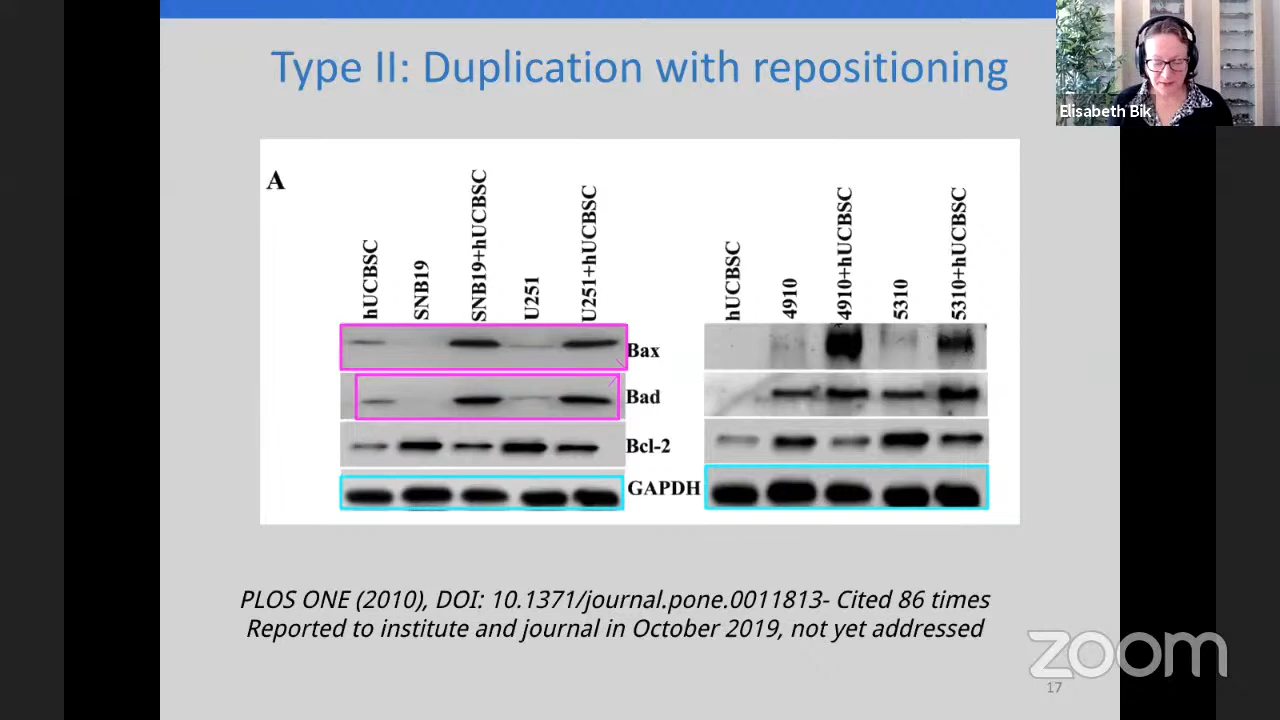 Type II: Duplication with repositioning
Elisabeth Bik
A
hUCBSC
SNB19
SNB19+hUCBSC
U251
U251+hUCBSC
hUCBSC
4910
4910+hUCBSC
5310
5310+hUCBSC
Bax
Bad
Bcl-2
GAPDH
PLOS ONE (2010), DOI: 10.1371/journal.pone.0011813- Cited 86 times
Reported to institute and journal in October 2019, not yet addressed
zoom
17